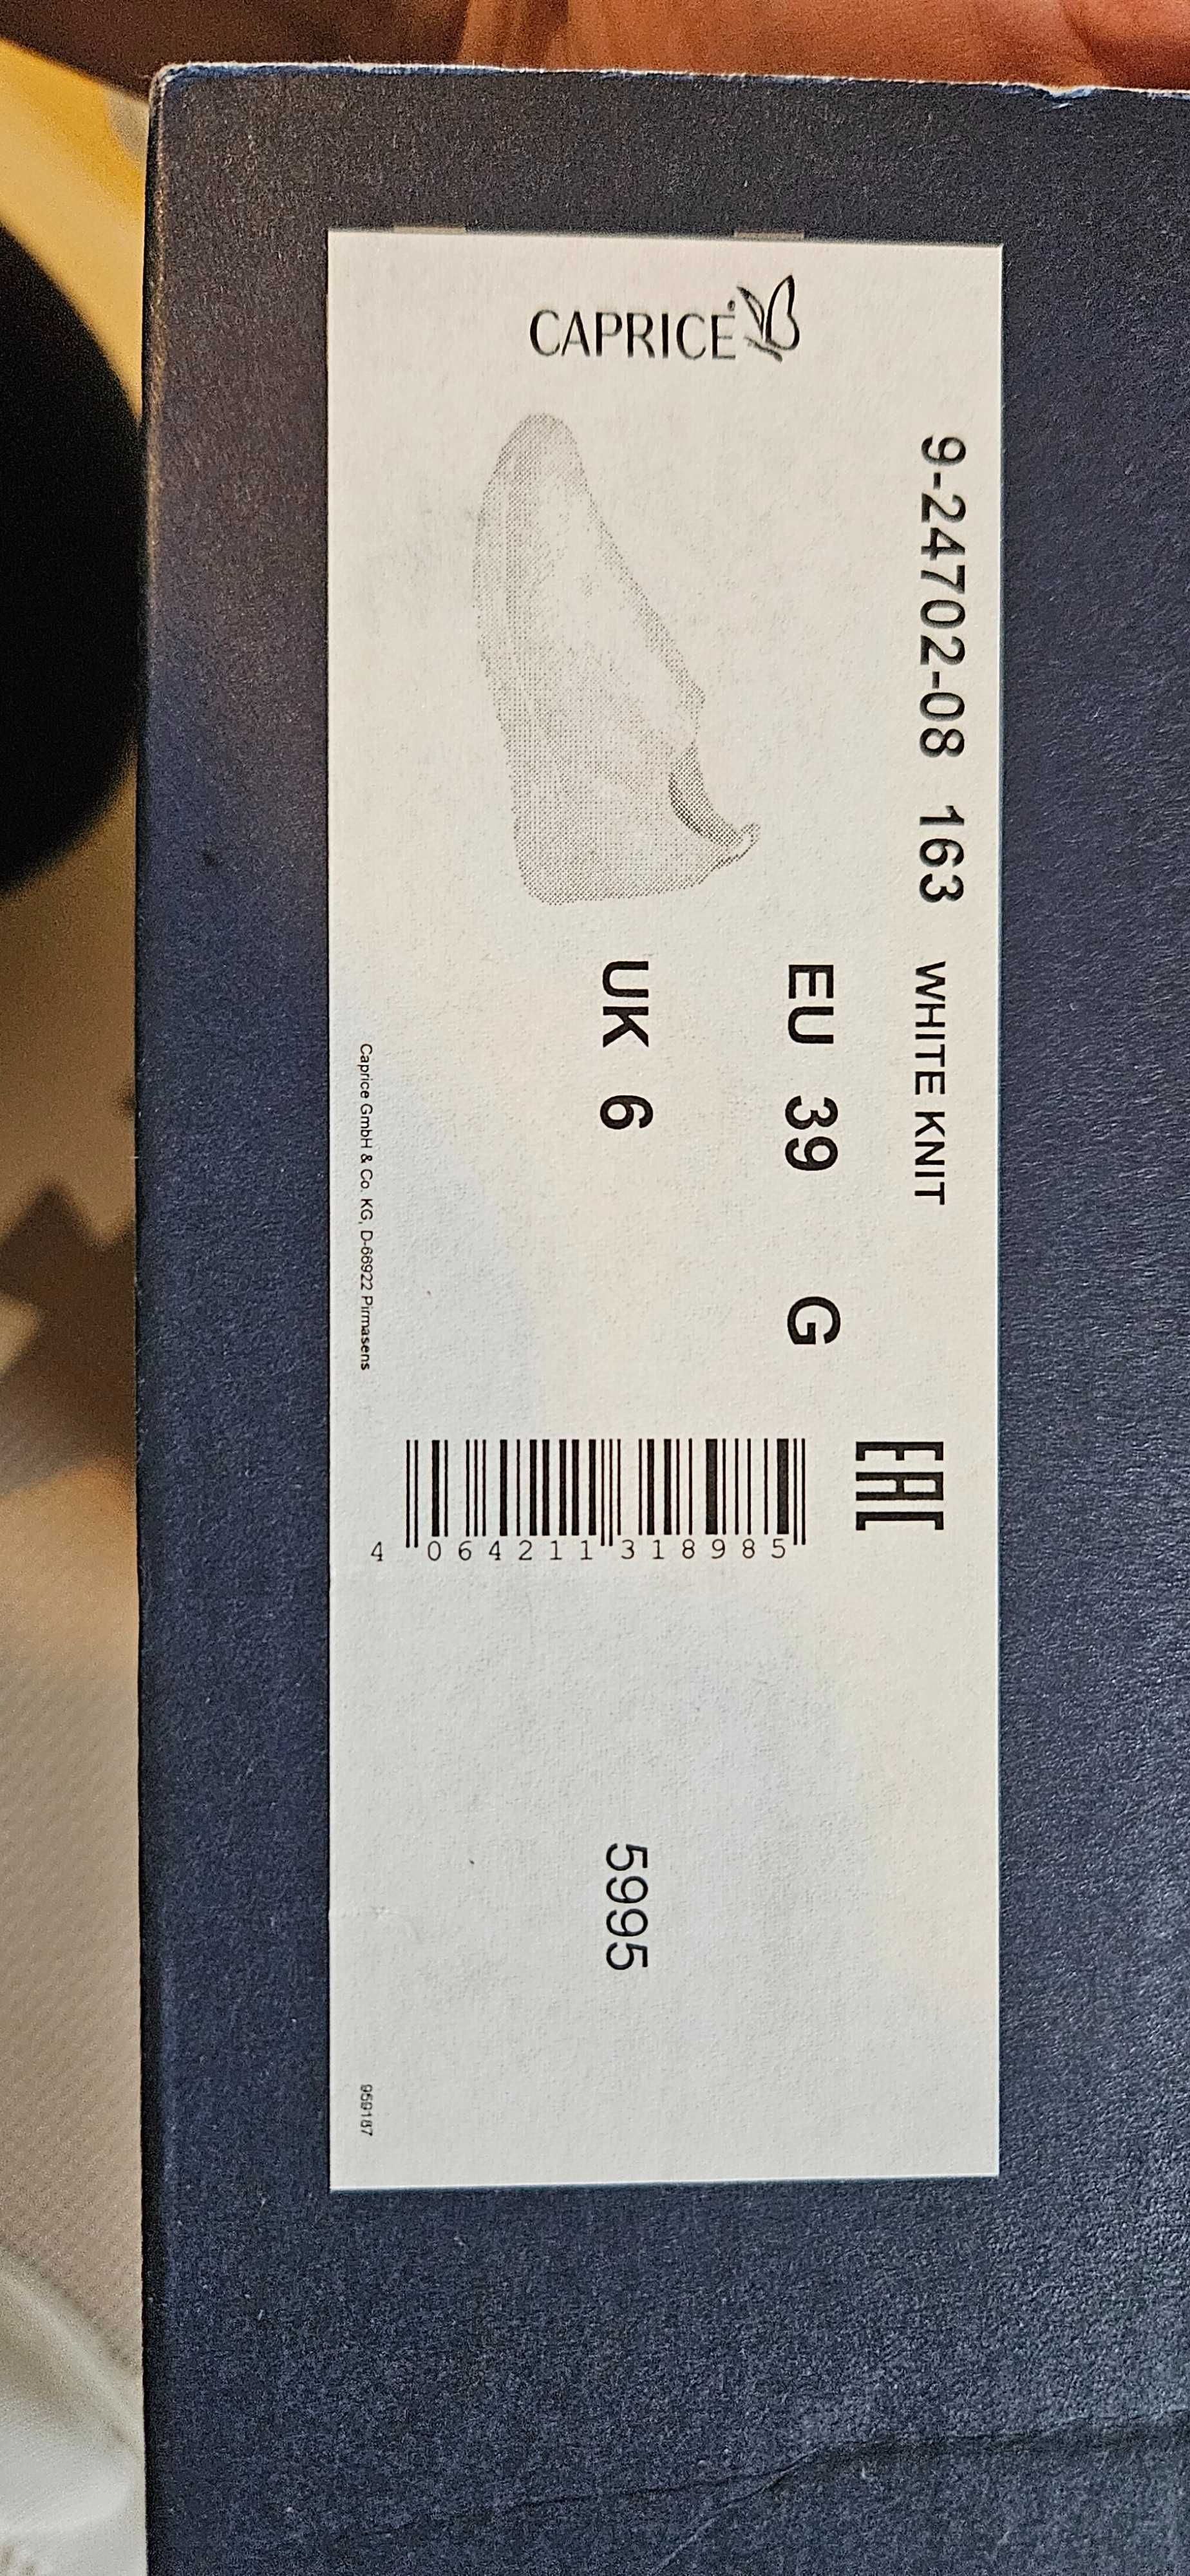 CAPRICE®
9-24702-08 163 WHITE KNIT
EU 39 G
UK 6
EAC
4 064211 318985
5995
Caprice GmbH & Co. KG, D-66922 Pirmasens
959187